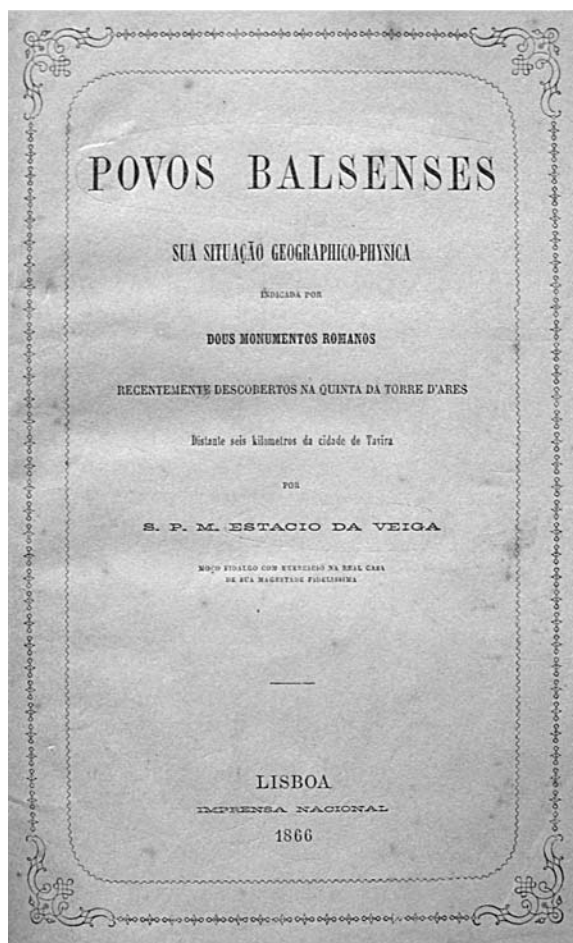 POVOS BALSENSES
SUA SITUAÇÃO GEOGRAPHICO-PHYSICA
INDICADA POR
DOUS MONUMENTOS ROMANOS
RECENTEMENTE DESCOBERTOS NA QUINTA DA TORRE D'ARES
Distante seis kilometros da cidade de Tavira
POR
S. P. M. ESTACIO DA VEIGA
MOÇO FIDALGO COM EXERCICIO NA REAL CASA
DE SUA MAGESTADE FIDELISSIMA
LISBOA
IMPRENSA NACIONAL
1866